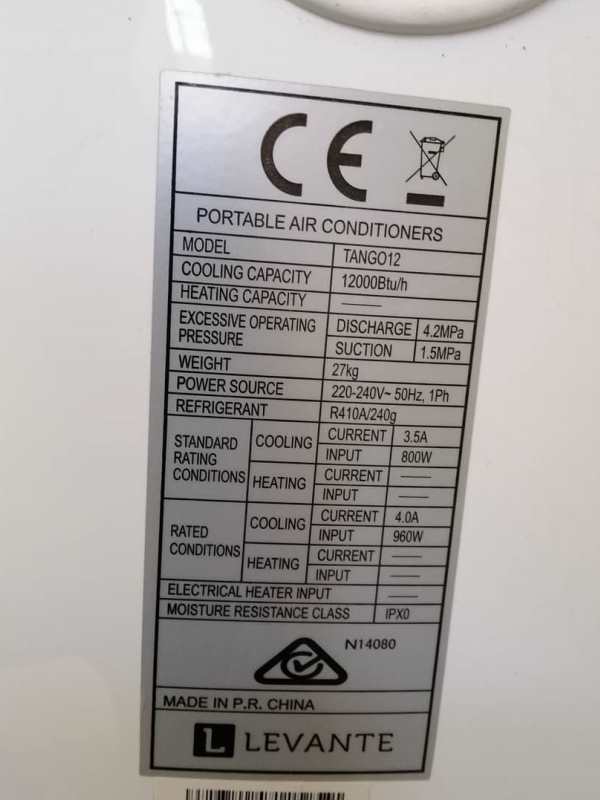 CE
PORTABLE AIR CONDITIONERS
MODEL TANGO12
COOLING CAPACITY 12000Btu/h
HEATING CAPACITY ——
EXCESSIVE OPERATING PRESSURE DISCHARGE 4.2MPa
SUCTION 1.5MPa
WEIGHT 27kg
POWER SOURCE 220-240V~ 50Hz, 1Ph
REFRIGERANT R410A/240g
STANDARD RATING CONDITIONS COOLING CURRENT 3.5A
INPUT 800W
HEATING CURRENT ——
INPUT ——
RATED CONDITIONS COOLING CURRENT 4.0A
INPUT 960W
HEATING CURRENT ——
INPUT ——
ELECTRICAL HEATER INPUT ——
MOISTURE RESISTANCE CLASS IPX0
N14080
MADE IN P.R. CHINA
L LEVANTE